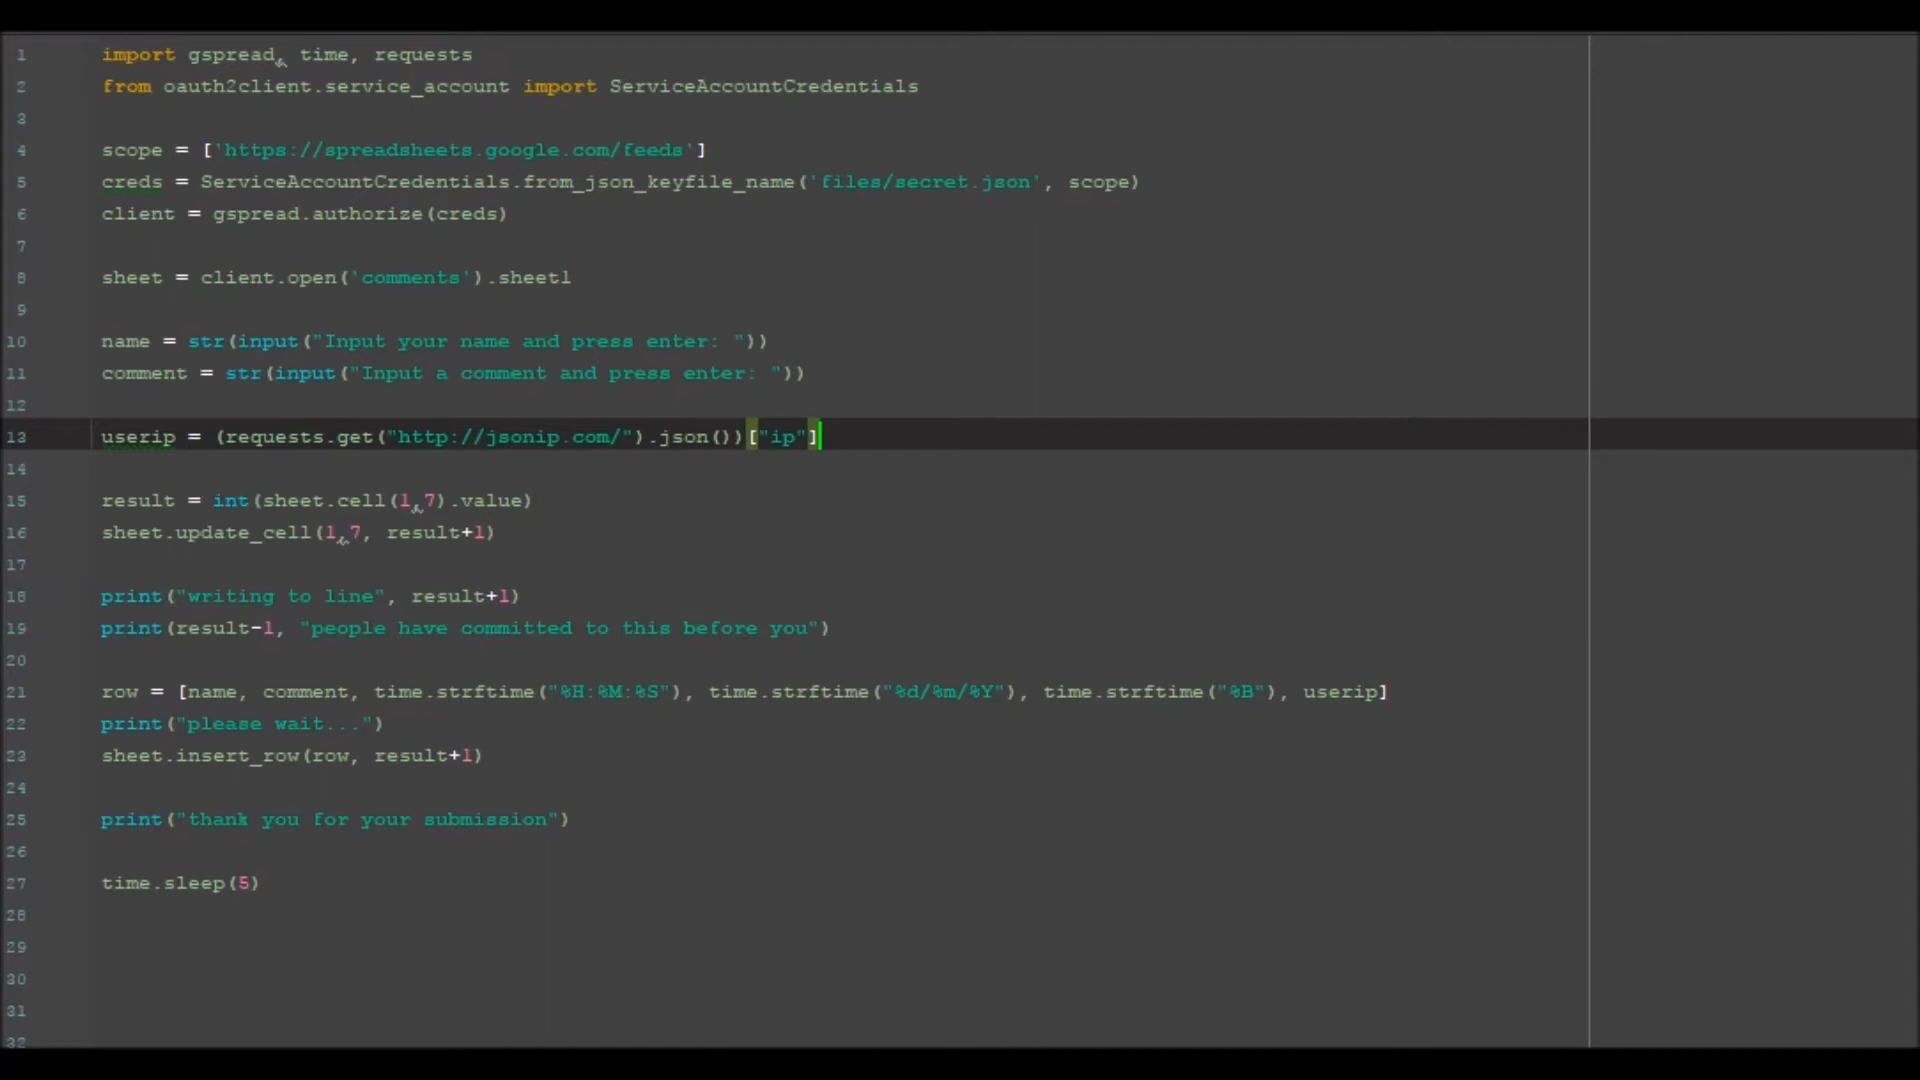 1 import gspread, time, requests
2 from oauth2client.service_account import ServiceAccountCredentials
3
4 scope = ['https://spreadsheets.google.com/feeds']
5 creds = ServiceAccountCredentials.from_json_keyfile_name('files/secret.json', scope)
6 client = gspread.authorize(creds)
7
8 sheet = client.open('comments').sheet1
9
10 name = str(input("Input your name and press enter: "))
11 comment = str(input("Input a comment and press enter: "))
12
13 userip = (requests.get("http://jsonip.com/").json())["ip"]
14
15 result = int(sheet.cell(1,7).value)
16 sheet.update_cell(1,7, result+1)
17
18 print("writing to line", result+1)
19 print(result-1, "people have committed to this before you")
20
21 row = [name, comment, time.strftime("%H:%M:%S"), time.strftime("%d/%m/%Y"), time.strftime("%B"), userip]
22 print("please wait...")
23 sheet.insert_row(row, result+1)
24
25 print("thank you for your submission")
26
27 time.sleep(5)
28
29
30
31
32